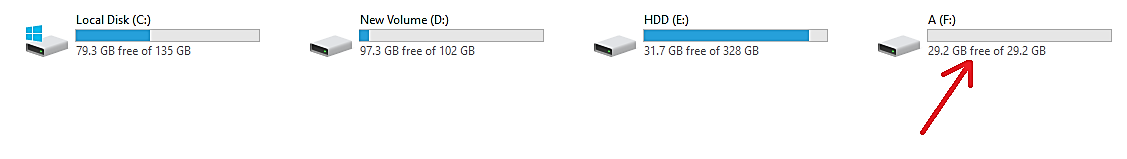 Local Disk (C:)
79.3 GB free of 135 GB
New Volume (D:)
97.3 GB free of 102 GB
HDD (E:)
31.7 GB free of 328 GB
A (F:)
29.2 GB free of 29.2 GB